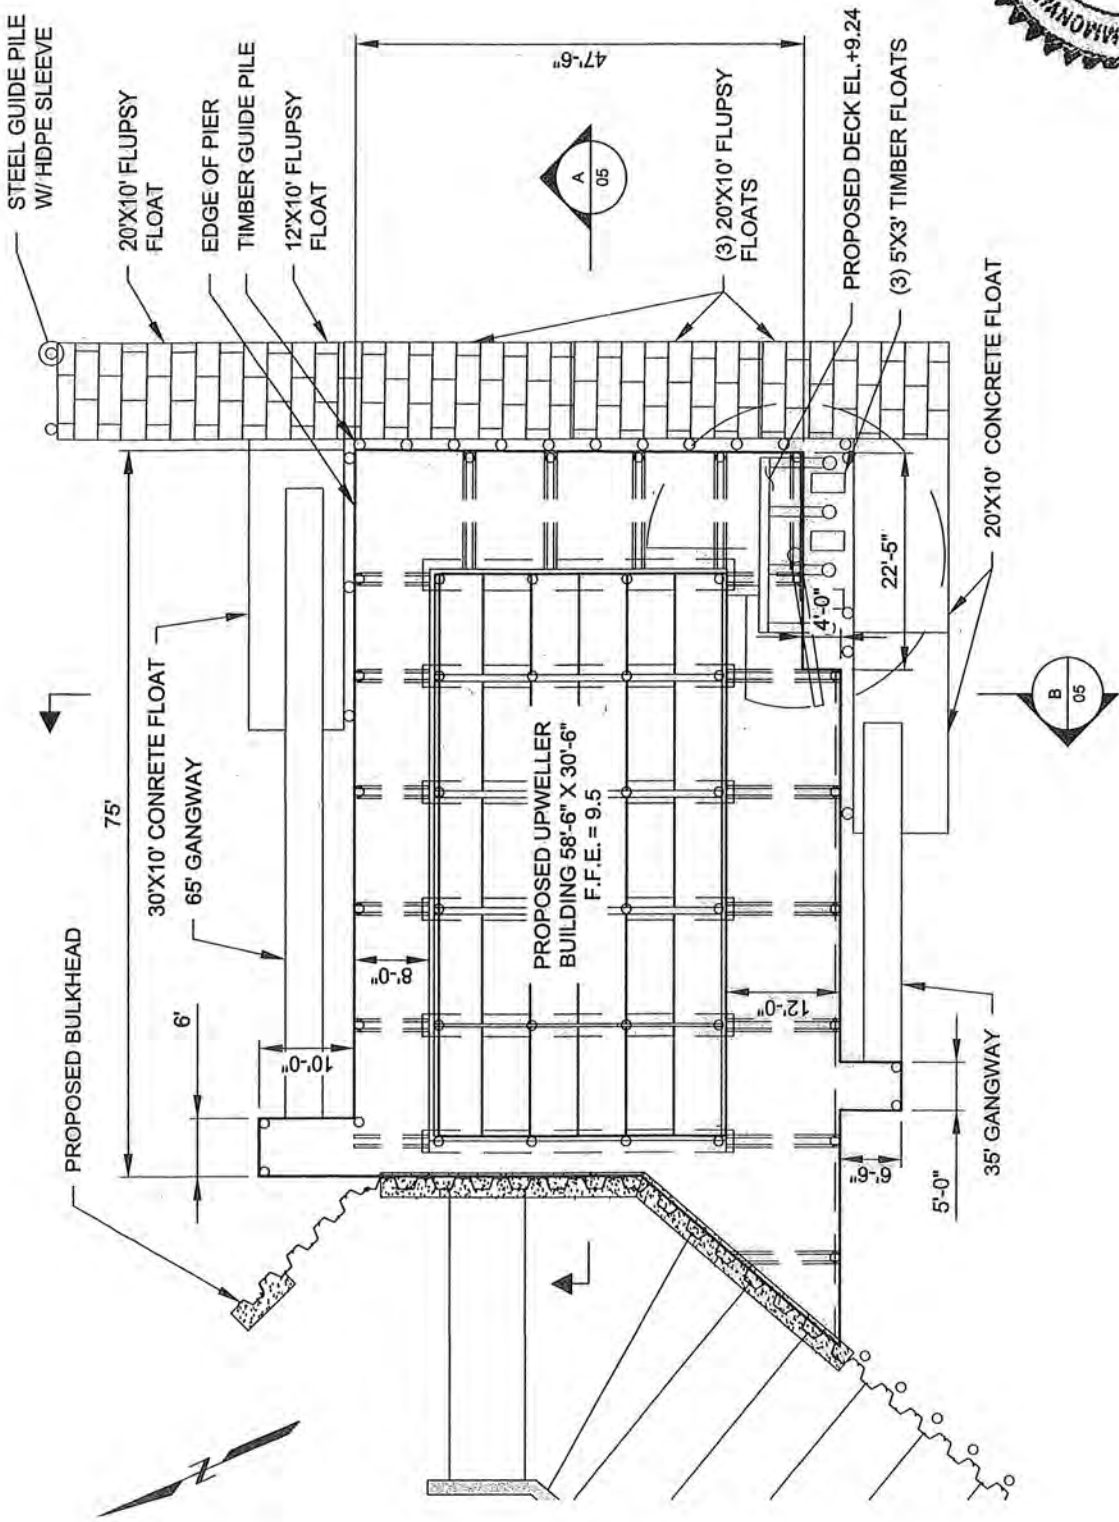 STEEL GUIDE PILE
W/ HDPE SLEEVE
20'X10' FLUPSY
FLOAT
EDGE OF PIER
TIMBER GUIDE PILE
12'X10' FLUPSY
FLOAT
47'-6"
A
05
(3) 20'X10' FLUPSY
FLOATS
PROPOSED DECK EL.+9.24
(3) 5'X3' TIMBER FLOATS
20'X10' CONCRETE FLOAT
75'
30'X10' CONRETE FLOAT
65' GANGWAY
PROPOSED BULKHEAD
6'
10'-0"
8'-0"
PROPOSED UPWELLER
BUILDING 58'-6" X 30'-6"
F.F.E. = 9.5
12'-0"
4'-0"
22'-5"
B
05
35' GANGWAY
6'-6"
5'-0"
N